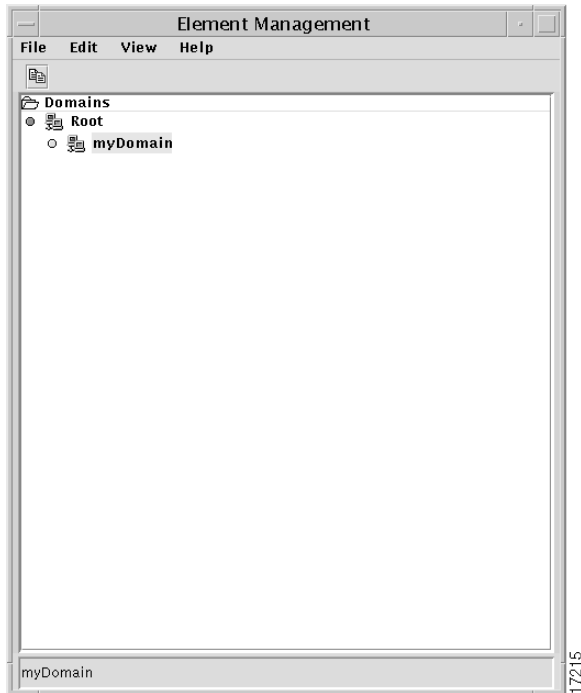 Element Management
File Edit View Help
Domains
Root
myDomain
myDomain
17215